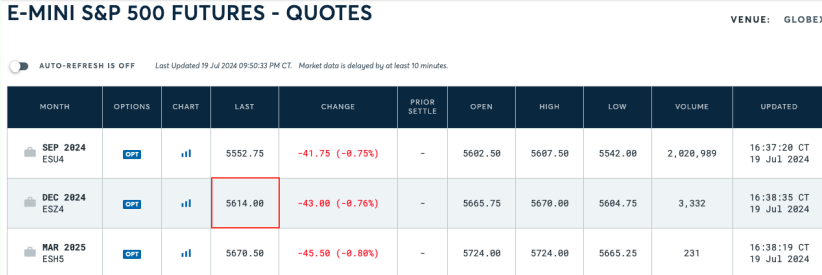 E-MINI S&P 500 FUTURES - QUOTES
VENUE: GLOBEX
AUTO-REFRESH IS OFF Last Updated 19 Jul 2024 09:50:33 PM CT. Market data is delayed by at least 10 minutes.
MONTH OPTIONS CHART LAST CHANGE PRIOR SETTLE OPEN HIGH LOW VOLUME UPDATED
SEP 2024 ESU4 OPT 5552.75 -41.75 (-0.75%) - 5602.50 5607.50 5542.00 2,020,989 16:37:20 CT 19 Jul 2024
DEC 2024 ESZ4 OPT 5614.00 -43.00 (-0.76%) - 5665.75 5670.00 5604.75 3,332 16:38:35 CT 19 Jul 2024
MAR 2025 ESH5 OPT 5670.50 -45.50 (-0.80%) - 5724.00 5724.00 5665.25 231 16:38:19 CT 19 Jul 2024